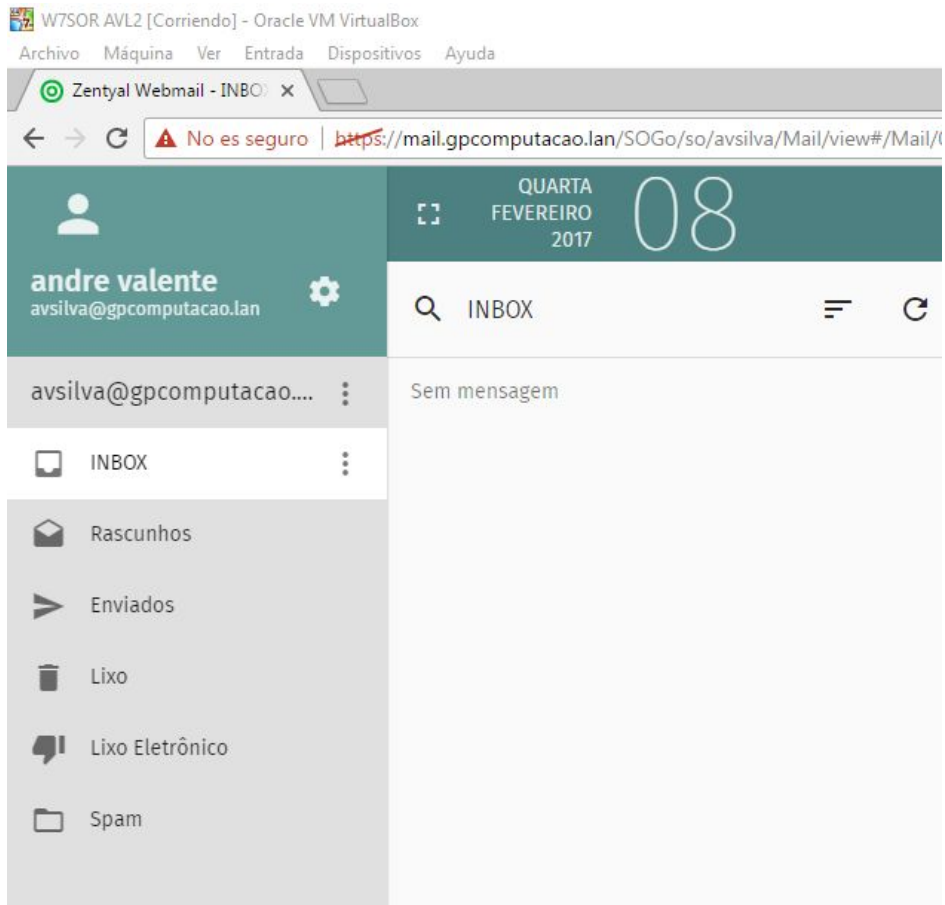 W7SOR AVL2 [Corriendo] - Oracle VM VirtualBox
Archivo Máquina Ver Entrada Dispositivos Ayuda
Zentyal Webmail - INBO
No es seguro | https://mail.gpcomputacao.lan/SOGo/so/avsilva/Mail/view#/Mail/
QUARTA
FEVEREIRO
2017
08
andre valente
avsilva@gpcomputacao.lan
INBOX
avsilva@gpcomputacao....
Sem mensagem
INBOX
Rascunhos
Enviados
Lixo
Lixo Eletrônico
Spam